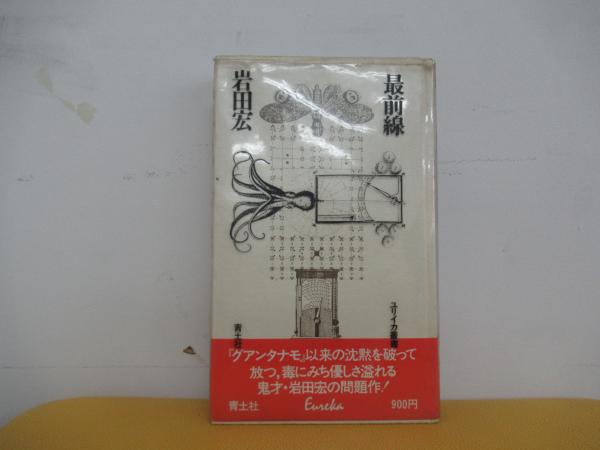 最前線
岩田宏
ユリイカ叢書
青土社
『グアンタナモ』以来の沈黙を破って
放つ,毒にみち優しさ溢れる
鬼才・岩田宏の問題作!
青土社 Eureka 900円